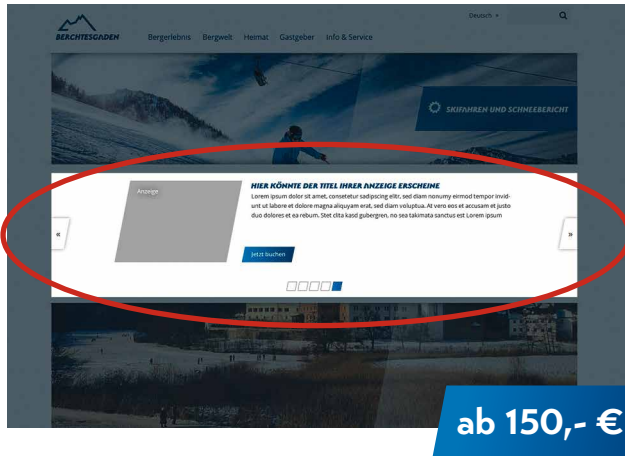 Deutsch
BERCHTESGADEN
Bergerlebnis Bergwelt Heimat Gastgeber Info & Service
SKIFAHREN UND SCHNEEBERICHT
Anzeige
HIER KÖNNTE DER TITEL IHRER ANZEIGE ERSCHEINE
Lorem ipsum dolor sit amet, consetetur sadipscing elitr, sed diam nonumy eirmod tempor invid-
unt ut labore et dolore magna aliquyam erat, sed diam voluptua. At vero eos et accusam et justo
duo dolores et ea rebum. Stet clita kasd gubergren, no sea takimata sanctus est Lorem ipsum
«
»
Jetzt buchen
ab 150,- €